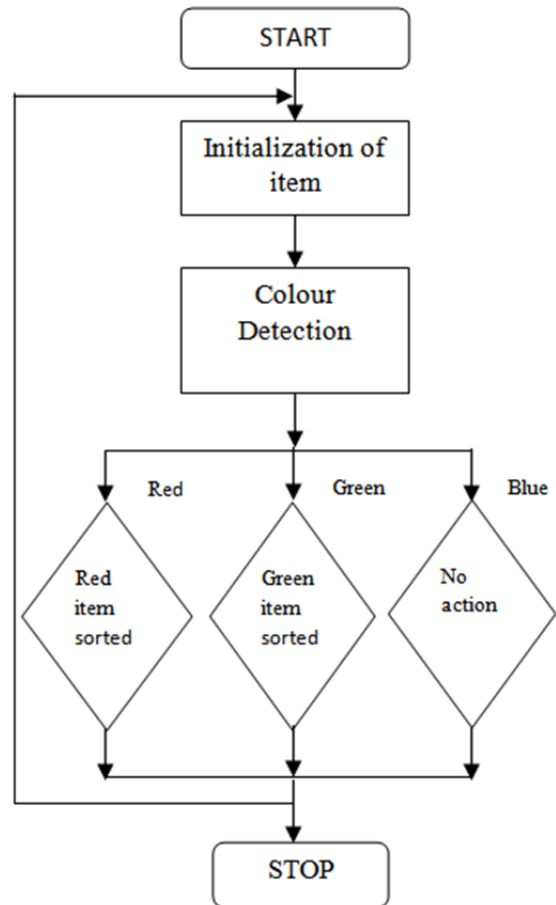 START
Initialization of
item
Colour
Detection
Red
Green
Blue
Red
item
sorted
Green
item
sorted
No
action
STOP